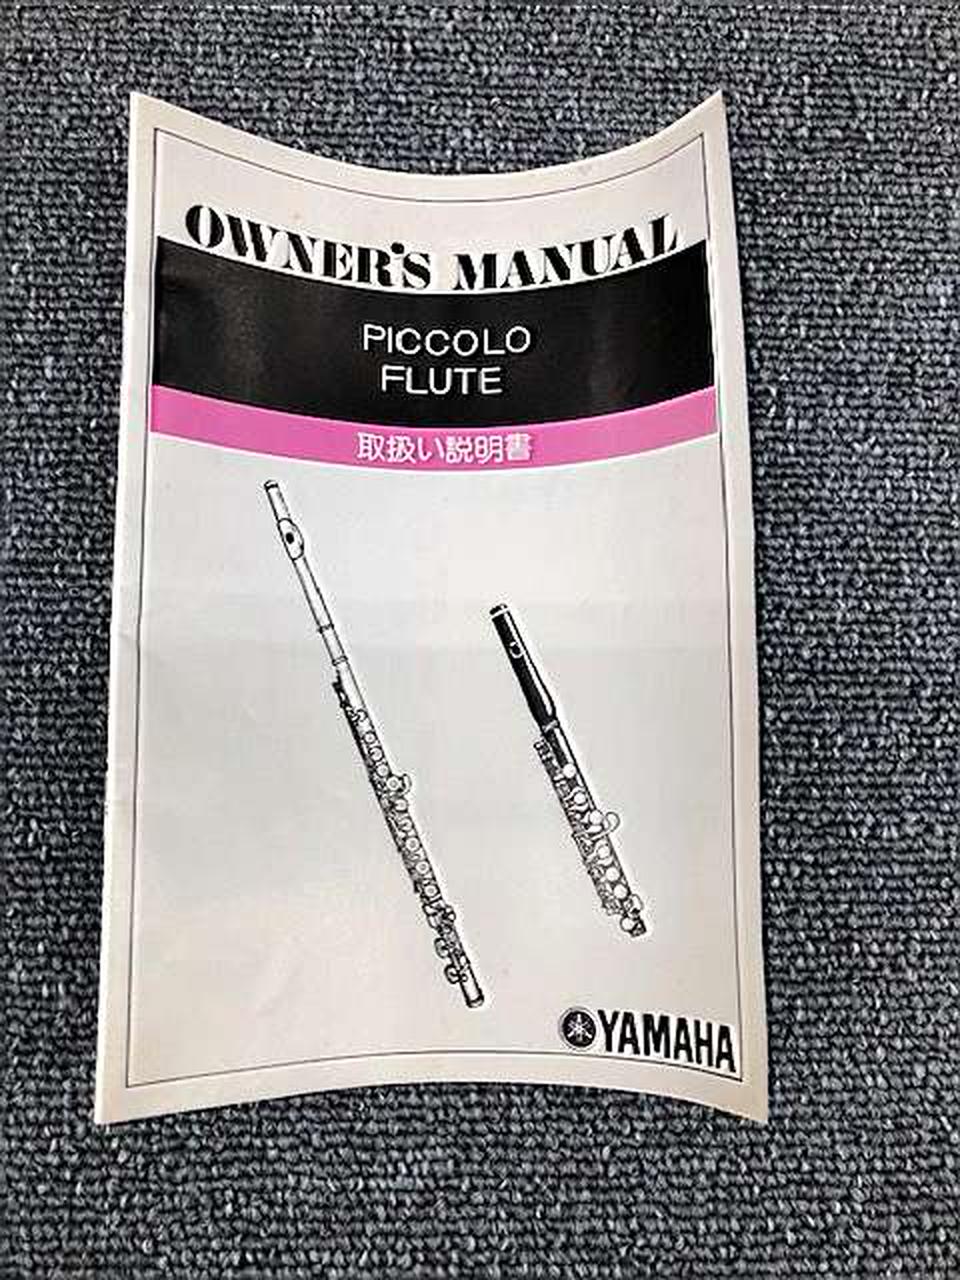 OWNER'S MANUAL
PICCOLO
FLUTE
取扱い説明書
YAMAHA